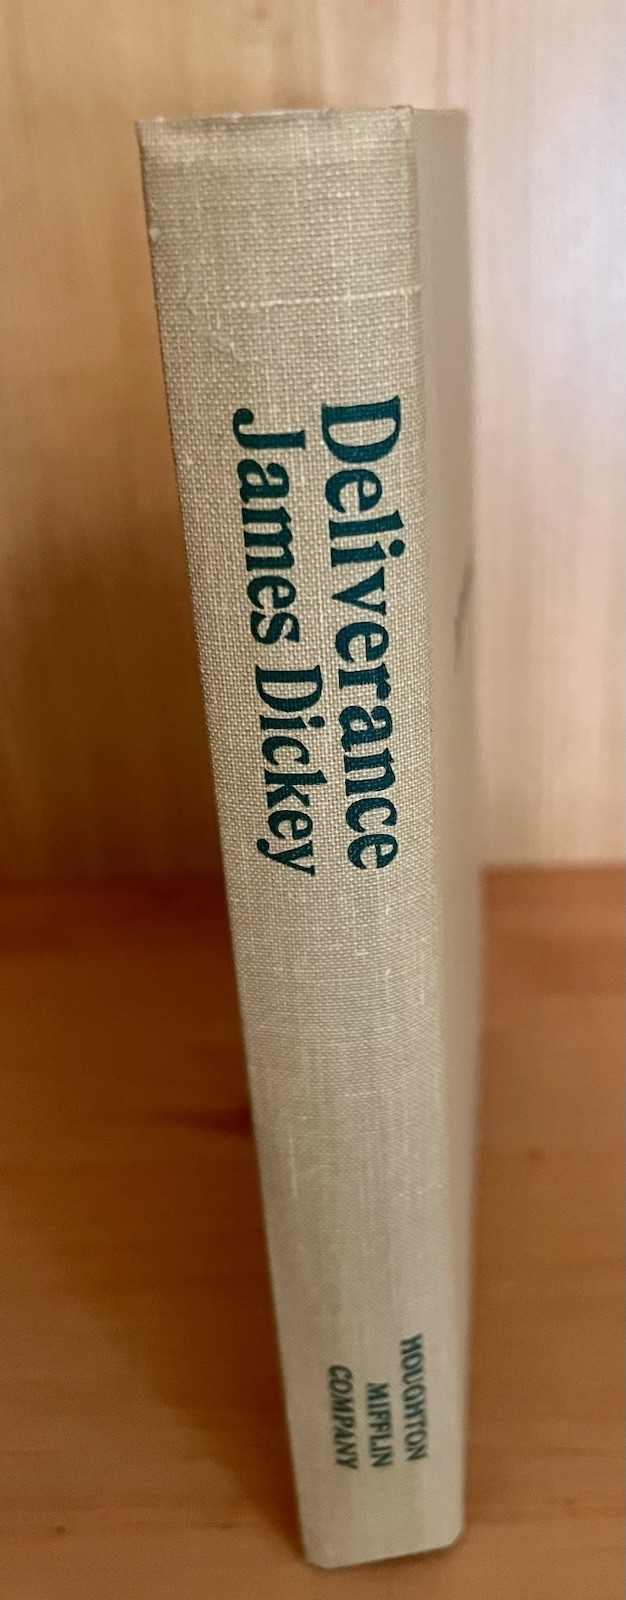 Deliverance
James Dickey
HOUGHTON
MIFFLIN
COMPANY